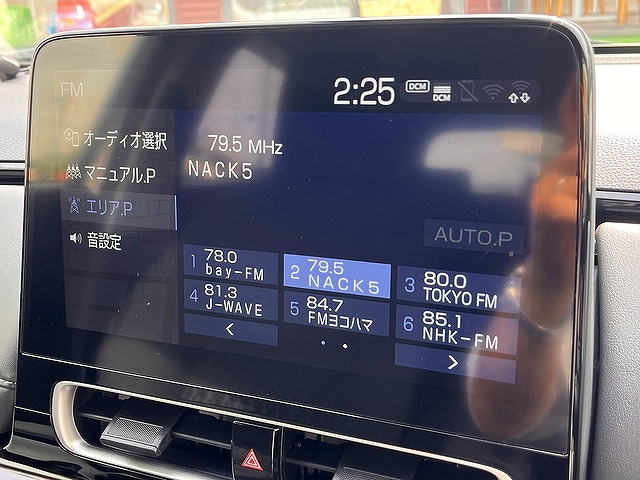 FM
2:25
DCM
DCM
オーディオ選択
マニュアル.P
エリア.P
音設定
79.5 MHz
NACK5
AUTO.P
1 78.0 bay-FM
2 79.5 NACK5
3 80.0 TOKYO FM
4 81.3 J-WAVE
5 84.7 FMヨコハマ
6 85.1 NHK-FM
<
>